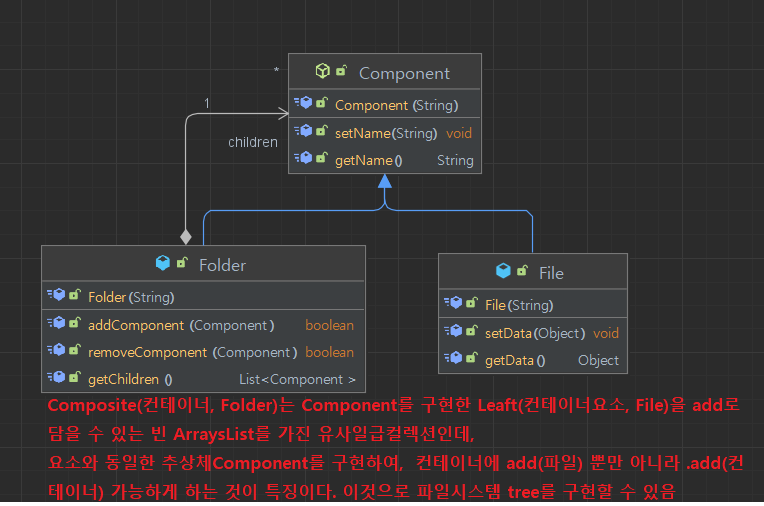 Component
*
1
Component (String)
children
setName(String) void
getName() String
Folder
Folder(String)
addComponent (Component) boolean
removeComponent (Component) boolean
getChildren () List<Component >
File
File(String)
setData(Object) void
getData () Object
Composite(컨테이너, Folder)는 Component를 구현한 Leaft(컨테이너요소, File)을 add로
담을 수 있는 빈 ArraysList를 가진 유사일급컬렉션인데,
요소와 동일한 추상체Component를 구현하여, 컨테이너에 add(파일) 뿐만 아니라 .add(컨
테이너) 가능하게 하는 것이 특징이다. 이것으로 파일시스템 tree를 구현할 수 있음